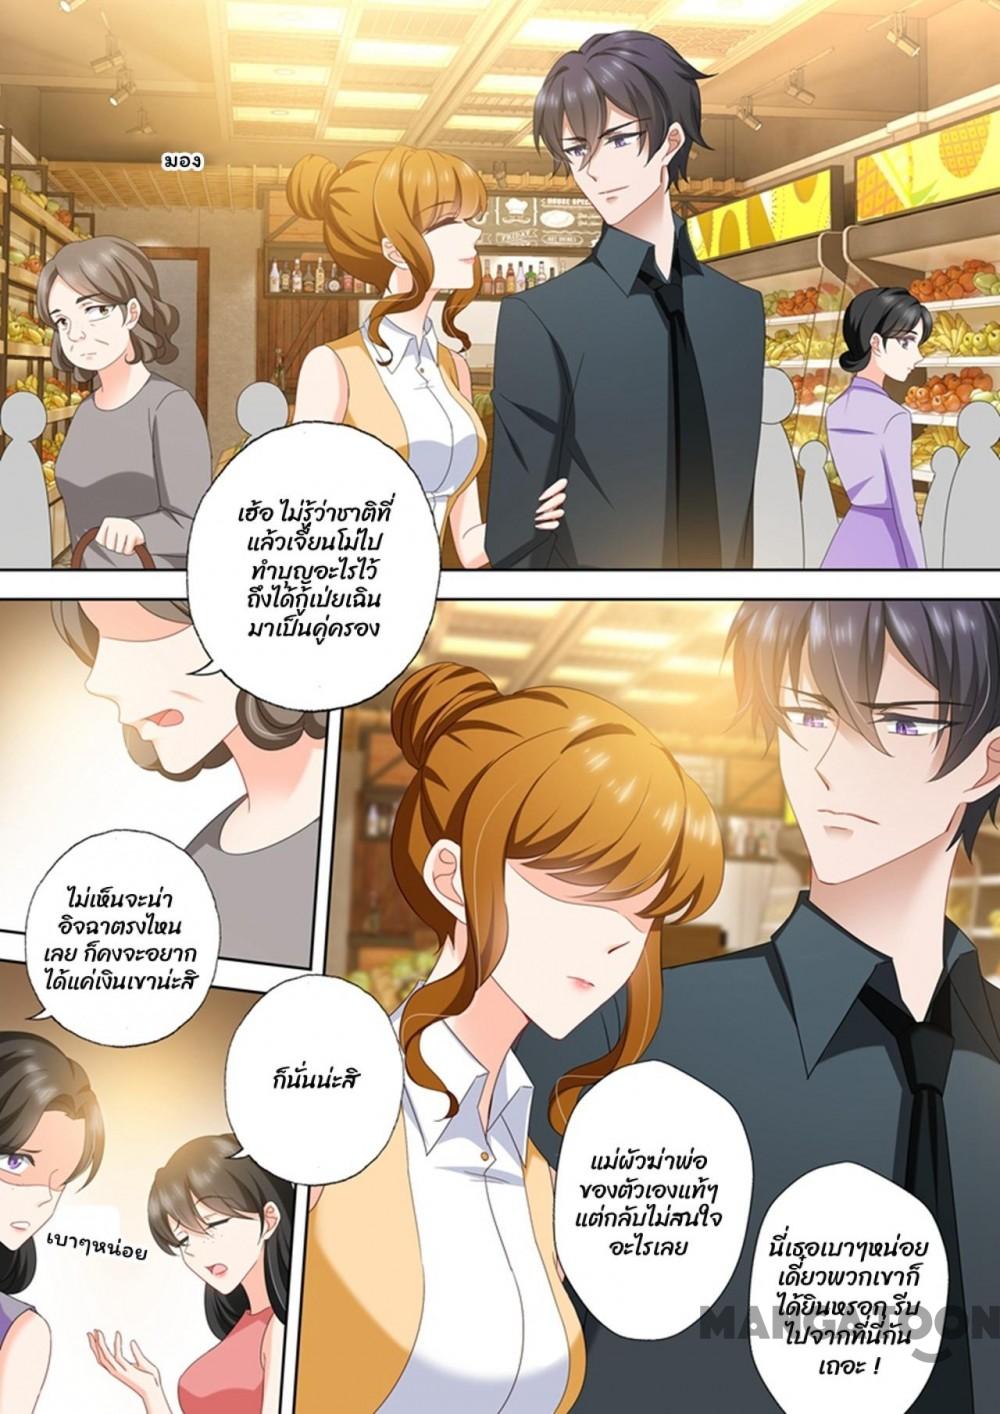 มอง
HOUSE SPECIAL
FRIDAY
เฮ้อ ไม่รู้ว่าชาติที่
แล้วเจี่ยนโม่ไป
ทำบุญอะไรไว้
ถึงได้กู้เป่ยเฉิน
มาเป็นคู่ครอง
ไม่เห็นจะน่า
อิจฉาตรงไหน
เลย ก็คงจะอยาก
ได้แค่เงินเขาน่ะสิ
ก็นั่นน่ะสิ
เบาๆหน่อย
แม่ผัวฆ่าพ่อ
ของตัวเองแท้ๆ
แต่กลับไม่สนใจ
อะไรเลย
นี่เธอเบาๆหน่อย
เดี๋ยวพวกเขาก็
ได้ยินหรอก รีบ
ไปจากที่นี่กัน
เถอะ !
MANGATOON